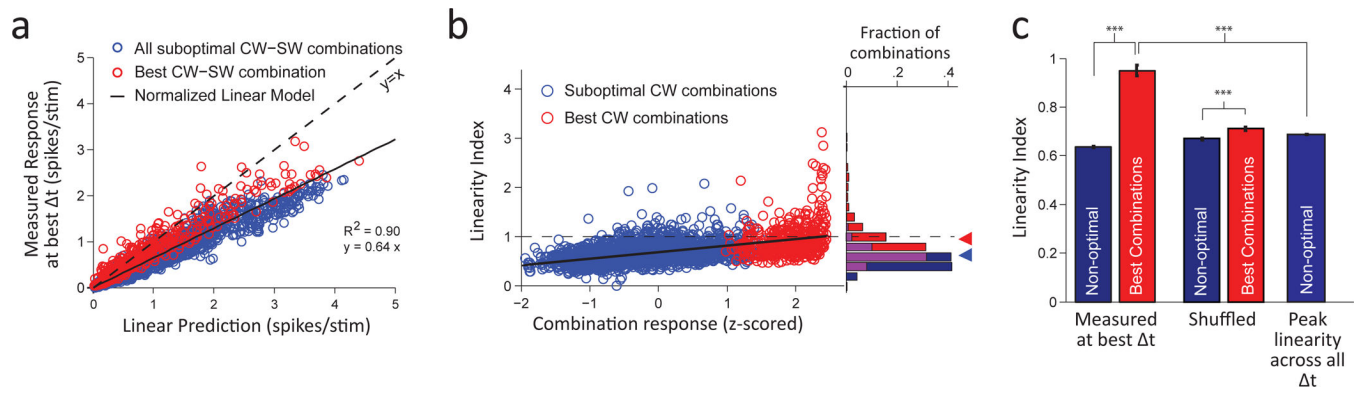 a
All suboptimal CW−SW combinations
Best CW−SW combination
Normalized Linear Model
y=x
R² = 0.90
y = 0.64 x
5
4
3
2
1
0
0
1
2
3
4
5
Measured Response
at best Δt (spikes/stim)
Linear Prediction (spikes/stim)
b
Suboptimal CW combinations
Best CW combinations
4
3
2
1
0
−2
−1
0
1
2
Linearity Index
Combination response (z-scored)
Fraction of
combinations
0
.2
.4
c
***
***
***
1
0.8
0.6
0.4
0.2
0
Linearity Index
Non-optimal
Best Combinations
Non-optimal
Best Combinations
Non-optimal
Measured
at best Δt
Shuffled
Peak
linearity
across all
Δt